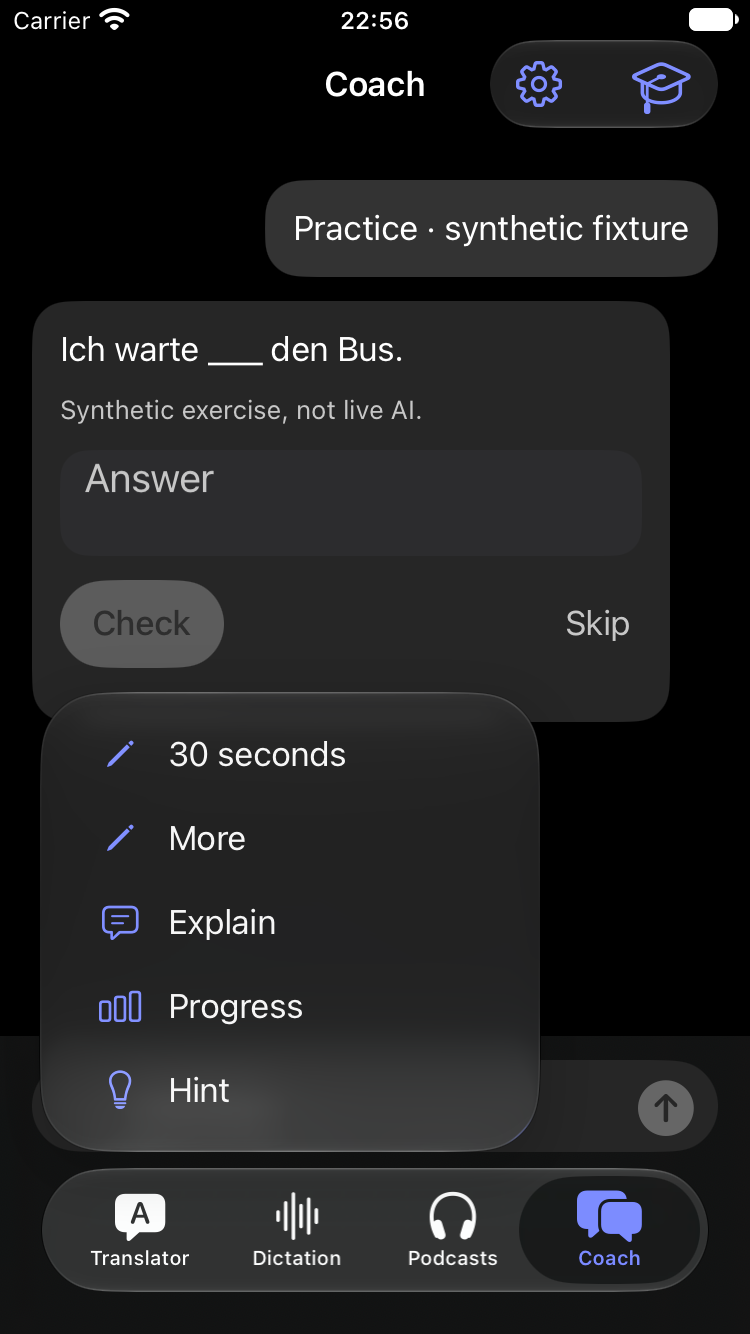 Carrier 22:56
Coach
Practice · synthetic fixture
Ich warte ___ den Bus.
Synthetic exercise, not live AI.
Answer
Check Skip
30 seconds
More
Explain
Progress
Hint
A
Translator Dictation Podcasts Coach